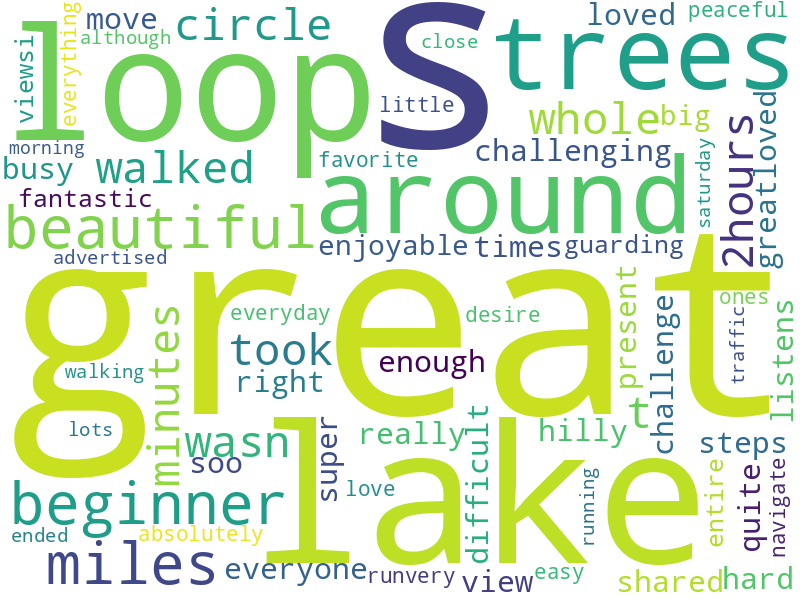 move
circle
loved
peaceful
although
close
viewsi
everything
loop
s
trees
little
whole
big
morning
busy
walked
favorite
challenging
saturday
2hours
greatloved
fantastic
around
beautiful
enjoyable
times
guarding
advertised
great
everyday
desire
present
ones
minutes
took
right
enough
challenge
traffic
listens
walking
lots
wasn
soo
super
really
difficult
hilly
t
steps
lake
love
running
entire
quite
navigate
beginner
ended
absolutely
miles
everyone
runvery
view
easy
shared
hard